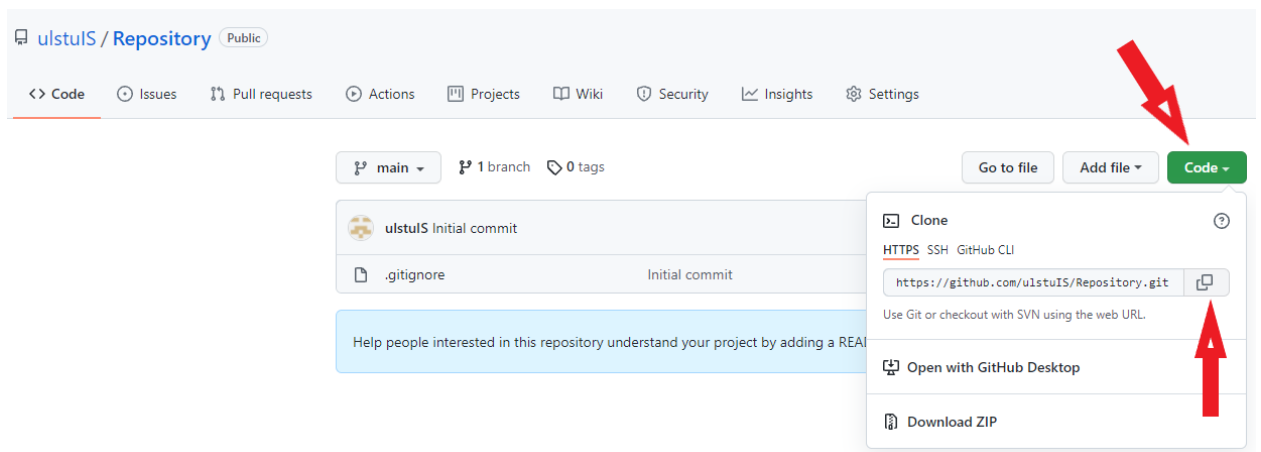 ulstuIS / Repository Public
<> Code Issues Pull requests Actions Projects Wiki Security Insights Settings
main 1 branch 0 tags Go to file Add file Code
ulstuIS Initial commit
.gitignore Initial commit
Help people interested in this repository understand your project by adding a REA
Clone
HTTPS SSH GitHub CLI
https://github.com/ulstuIS/Repository.git
Use Git or checkout with SVN using the web URL.
Open with GitHub Desktop
Download ZIP